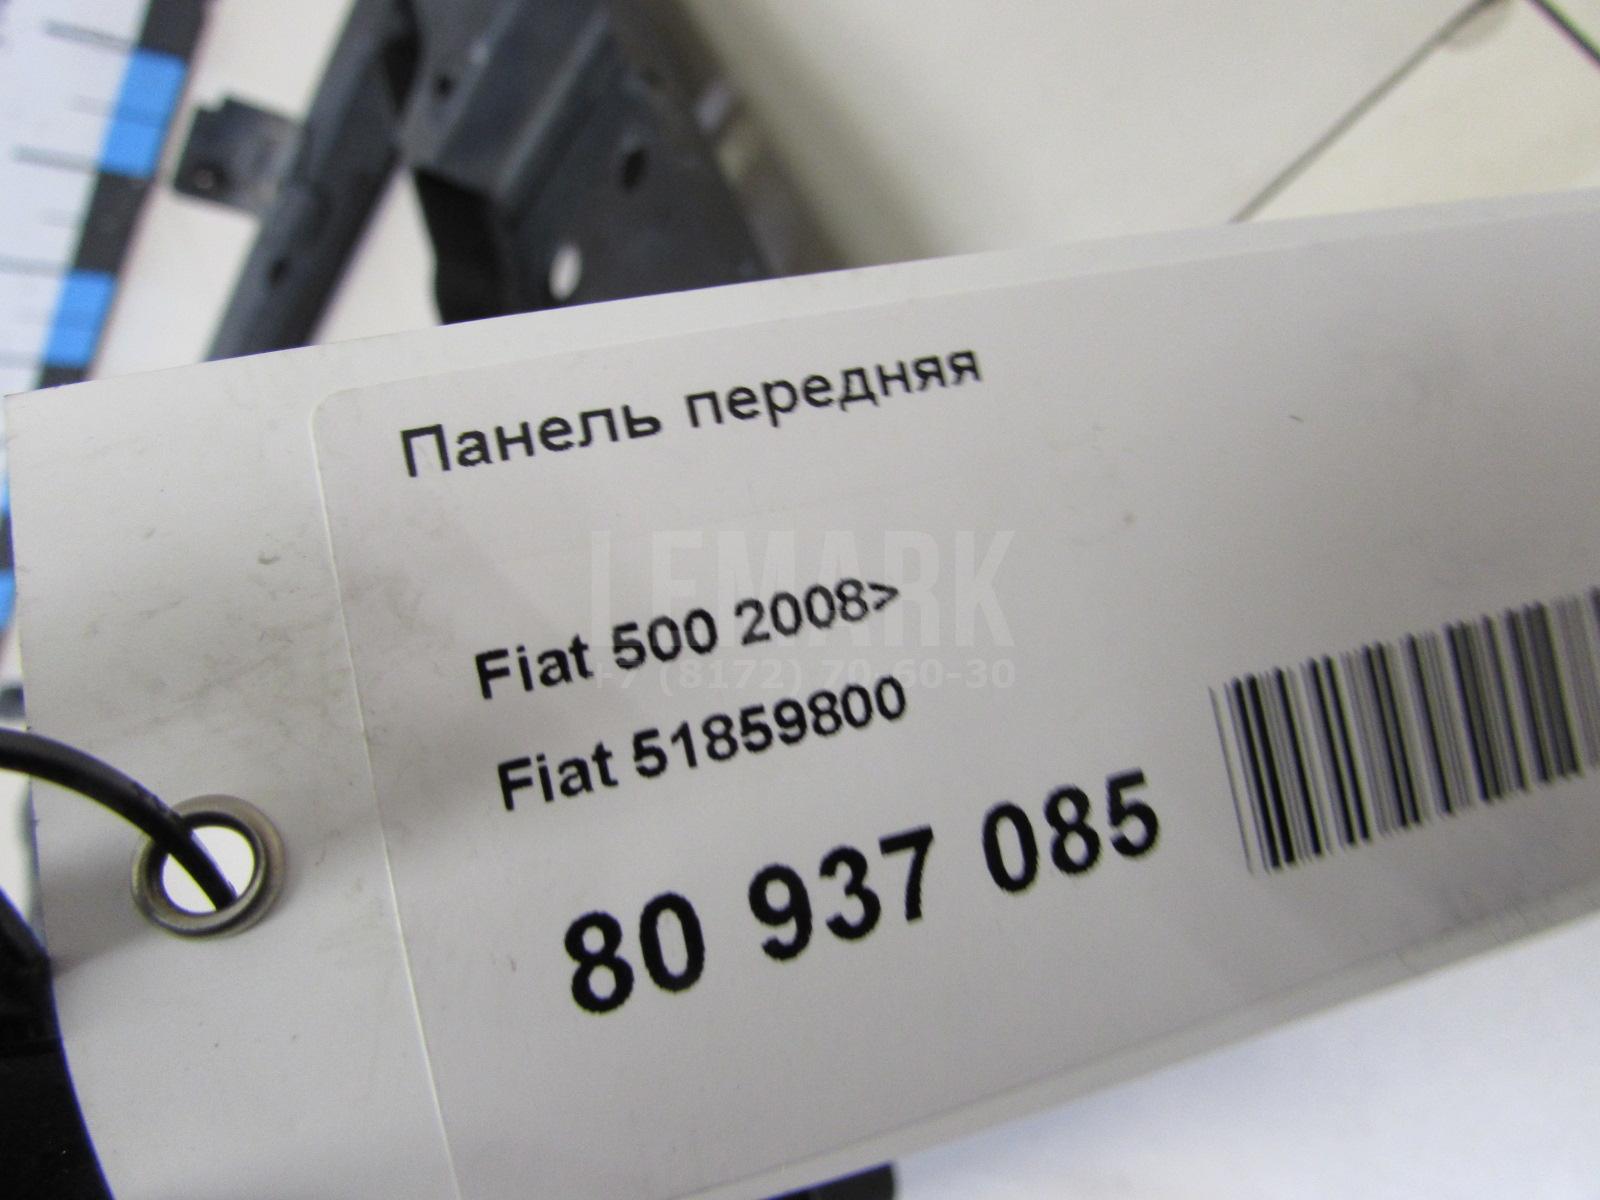 Панель передняя
LEMARK
Fiat 500 2008>
+7 (8172) 70-60-30
Fiat 51859800
80 937 085